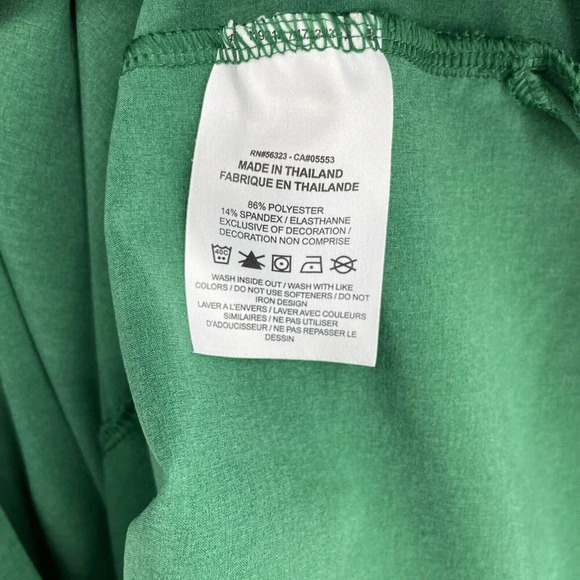 RN#56323 - CA#05553
MADE IN THAILAND
FABRIQUE EN THAILANDE
86% POLYESTER
14% SPANDEX / ELASTHANNE
EXCLUSIVE OF DECORATION /
DECORATION NON COMPRISE
40C
WASH INSIDE OUT / WASH WITH LIKE
COLORS / DO NOT USE SOFTENERS / DO NOT
IRON DESIGN
LAVER A L'ENVERS / LAVER AVEC COULEURS
SIMILAIRES / NE PAS UTILISER
D'ADOUCISSEUR / NE PAS REPASSER LE
DESSIN